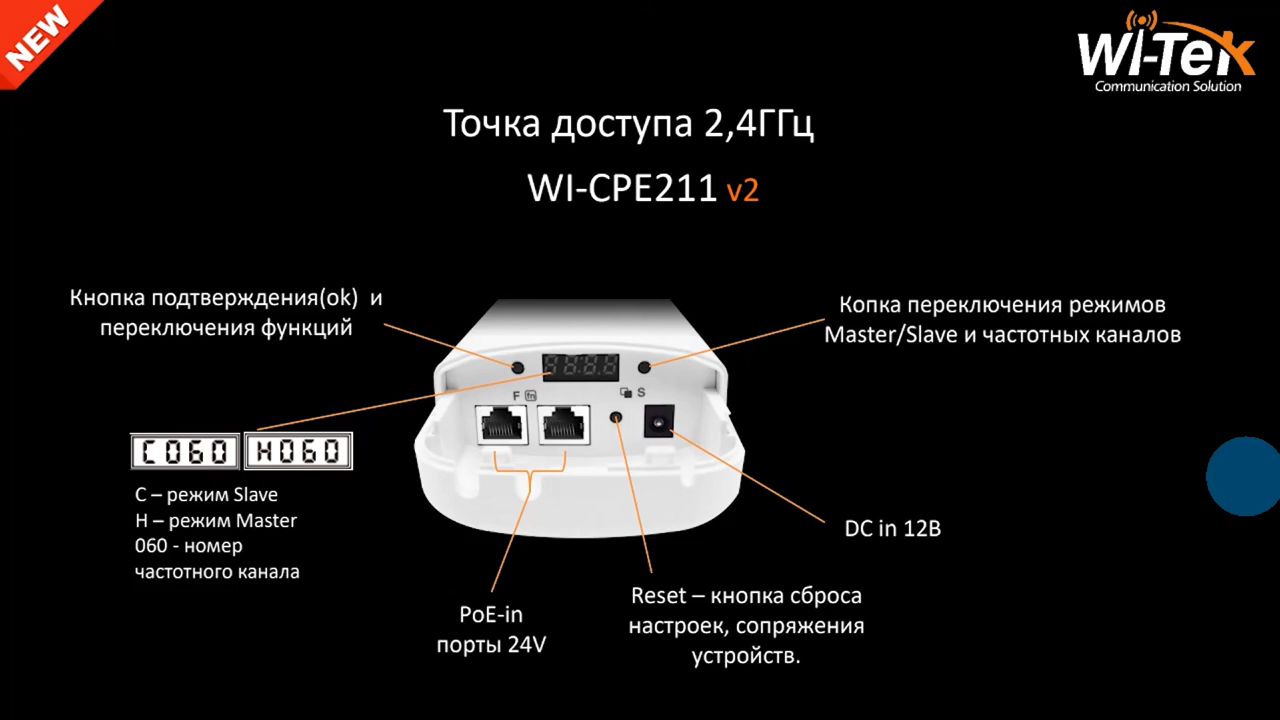 NEW
WI-TEK
Communication Solution
Точка доступа 2,4ГГц
WI-CPE211 v2
Кнопка подтверждения(ok) и
переключения функций
Копка переключения режимов
Master/Slave и частотных каналов
F fn
S
C060 H060
C – режим Slave
H – режим Master
060 - номер
частотного канала
DC in 12В
PoE-in
порты 24V
Reset – кнопка сброса
настроек, сопряжения
устройств.